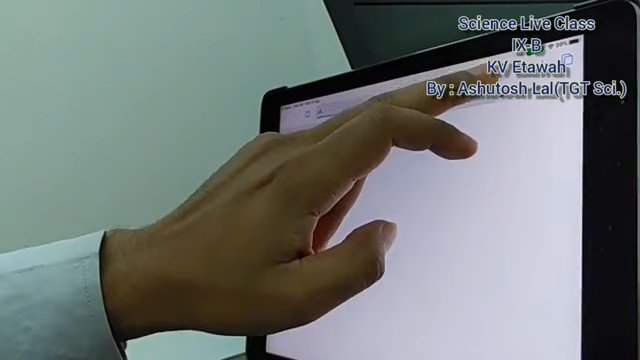 Science Live Class
IX-B
KV Etawah
By : Ashutosh Lal(TGT Sci.)